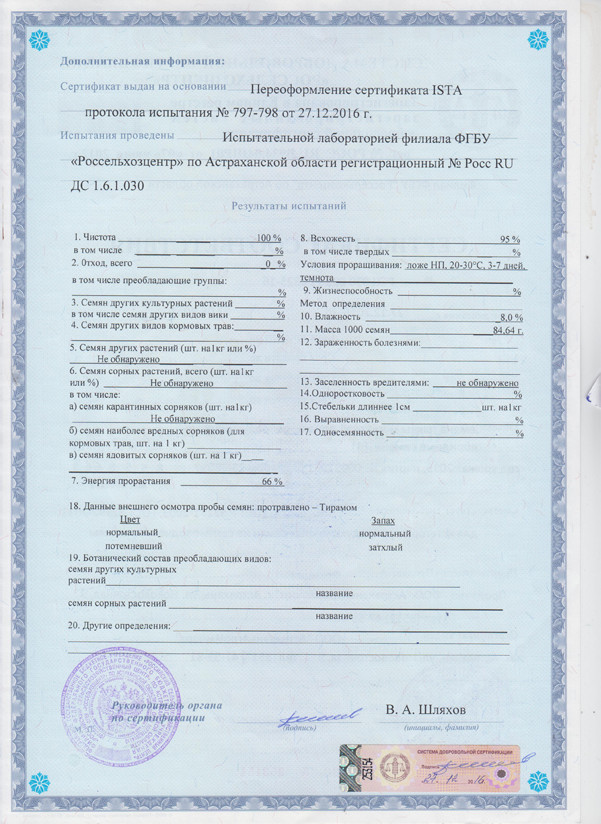 Дополнительная информация:
Сертификат выдан на основании Переоформление сертификата ISTA
протокола испытания № 797-798 от 27.12.2016 г.
Испытания проведены Испытательной лабораторией филиала ФГБУ
«Россельхозцентр» по Астраханской области регистрационный № Росс RU
ДС 1.6.1.030
Результаты испытаний
1. Чистота 100 %
в том числе %
2. Отход, всего 0 %
в том числе преобладающие группы:
%
3. Семян других культурных растений %
в том числе семян других видов вики %
4. Семян других видов кормовых трав:
%
5. Семян других растений (шт. на1кг или %)
Не обнаружено
6. Семян сорных растений, всего (шт. на1кг
или %) Не обнаружено
в том числе:
а) семян карантинных сорняков (шт. на1кг)
Не обнаружено
б) семян наиболее вредных сорняков (для
кормовых трав, шт. на 1 кг)
в) семян ядовитых сорняков (шт. на 1 кг)
7. Энергия прорастания 66 %
8. Всхожесть 95 %
в том числе твердых %
Условия проращивания: ложе НП, 20-30°С, 3-7 дней,
темнота
9. Жизнеспособность %
Метод определения
10. Влажность 8,0 %
11. Масса 1000 семян 84,64 г.
12. Зараженность болезнями:
13. Заселенность вредителями: не обнаружено
14.Одноростковость %
15.Стебельки длиннее 1см шт. на1кг
16. Выравненность %
17. Односемянность %
18. Данные внешнего осмотра пробы семян: протравлено – Тирамом
Цвет Запах
нормальный нормальный
потемневший затхлый
19. Ботанический состав преобладающих видов:
семян других культурных
растений
название
семян сорных растений
название
20. Другие определения:
Руководитель органа
по сертификации
В. А. Шляхов
М. П.
(подпись) (инициалы, фамилия)
СИСТЕМА ДОБРОВОЛЬНОЙ СЕРТИФИКАЦИИ
Подпись